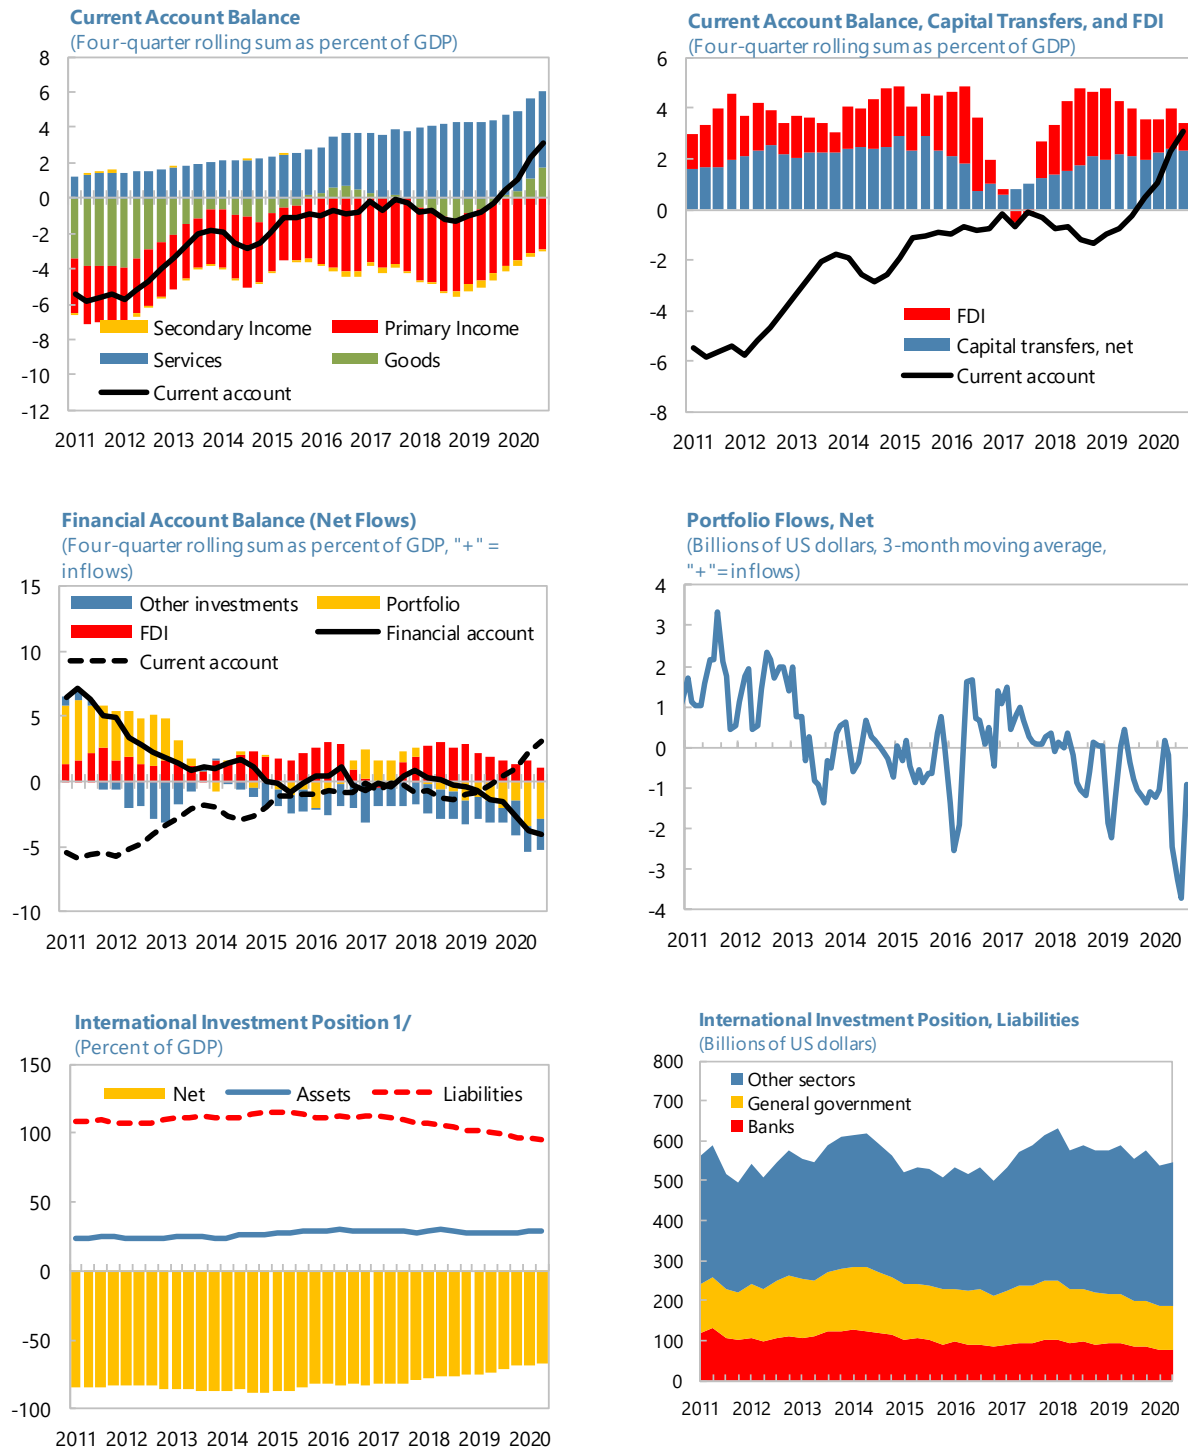 Current Account Balance
(Four-quarter rolling sum as percent of GDP)
8
6
4
2
0
-2
-4
-6
-8
-10
-12
Secondary Income
Primary Income
Services
Goods
Current account
2011 2012 2013 2014 2015 2016 2017 2018 2019 2020
Current Account Balance, Capital Transfers, and FDI
(Four-quarter rolling sum as percent of GDP)
6
4
2
0
-2
-4
-6
-8
FDI
Capital transfers, net
Current account
2011 2012 2013 2014 2015 2016 2017 2018 2019 2020
Financial Account Balance (Net Flows)
(Four-quarter rolling sum as percent of GDP, "+" =
inflows)
15
10
5
0
-5
-10
Other investments
Portfolio
FDI
Financial account
Current account
2011 2012 2013 2014 2015 2016 2017 2018 2019 2020
Portfolio Flows, Net
(Billions of US dollars, 3-month moving average,
"+"=inflows)
4
3
2
1
0
-1
-2
-3
-4
2011 2012 2013 2014 2015 2016 2017 2018 2019 2020
International Investment Position 1/
(Percent of GDP)
150
100
50
0
-50
-100
Net
Assets
Liabilities
2011 2012 2013 2014 2015 2016 2017 2018 2019 2020
International Investment Position, Liabilities
(Billions of US dollars)
800
700
600
500
400
300
200
100
0
Other sectors
General government
Banks
2011 2012 2013 2014 2015 2016 2017 2018 2019 2020